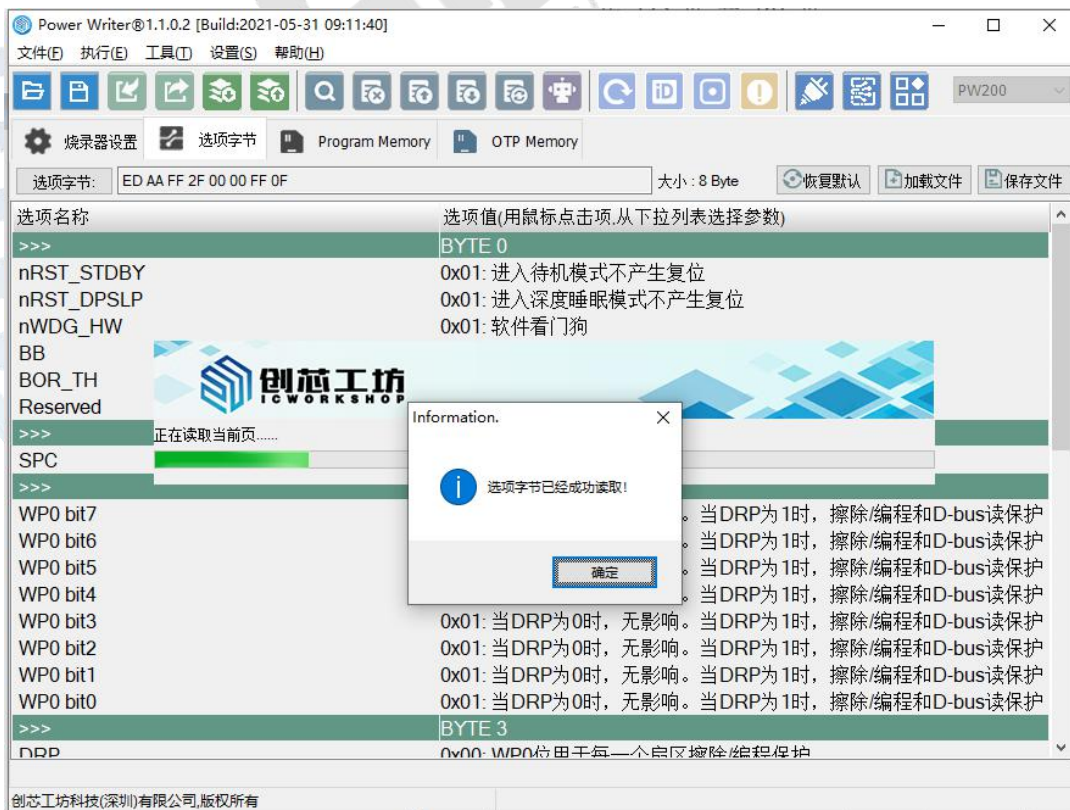 Power Writer®1.1.0.2 [Build:2021-05-31 09:11:40]
文件(F) 执行(E) 工具(T) 设置(S) 帮助(H)
iD PW200
烧录器设置 选项字节 Program Memory OTP Memory
选项字节: ED AA FF 2F 00 00 FF 0F 大小 : 8 Byte 恢复默认 加载文件 保存文件
选项名称 选项值(用鼠标点击项,从下拉列表选择参数)
>>> BYTE 0
nRST_STDBY 0x01: 进入待机模式不产生复位
nRST_DPSLP 0x01: 进入深度睡眠模式不产生复位
nWDG_HW 0x01: 软件看门狗
BB
BOR_TH 创芯工坊
ICWORKSHOP
Reserved
Information.
>>> 正在读取当前页......
SPC
选项字节已经成功读取!
>>>
WP0 bit7 。当DRP为1时，擦除/编程和D-bus读保护
WP0 bit6 。当DRP为1时，擦除/编程和D-bus读保护
WP0 bit5 。当DRP为1时，擦除/编程和D-bus读保护
确定
WP0 bit4 。当DRP为1时，擦除/编程和D-bus读保护
WP0 bit3 0x01: 当DRP为0时，无影响。当DRP为1时，擦除/编程和D-bus读保护
WP0 bit2 0x01: 当DRP为0时，无影响。当DRP为1时，擦除/编程和D-bus读保护
WP0 bit1 0x01: 当DRP为0时，无影响。当DRP为1时，擦除/编程和D-bus读保护
WP0 bit0 0x01: 当DRP为0时，无影响。当DRP为1时，擦除/编程和D-bus读保护
>>> BYTE 3
DRP 0x00: WP0位用于每一个扇区擦除/编程保护
创芯工坊科技(深圳)有限公司,版权所有